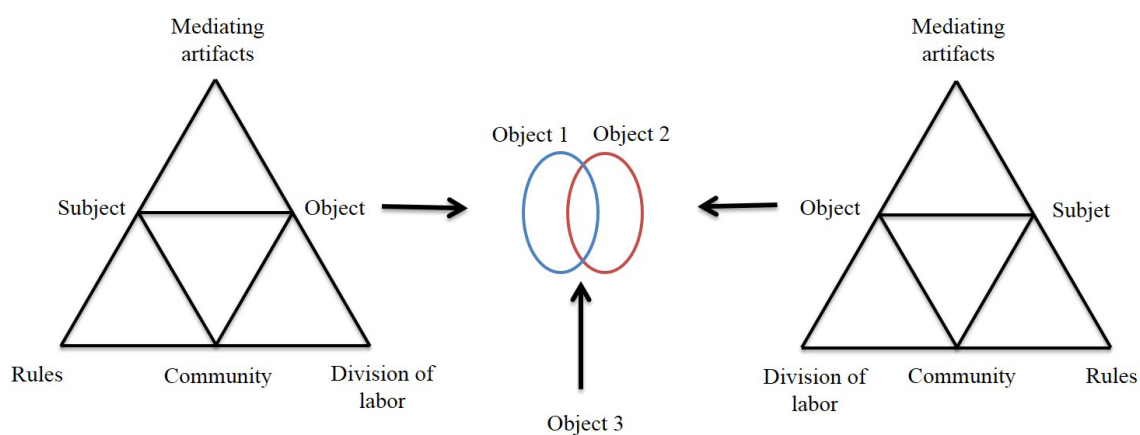 Mediating
artifacts
Mediating
artifacts
Object 1
Object 2
Subject
Object
Object
Subjet
Rules
Community
Division of
labor
Division of
labor
Community
Rules
Object 3